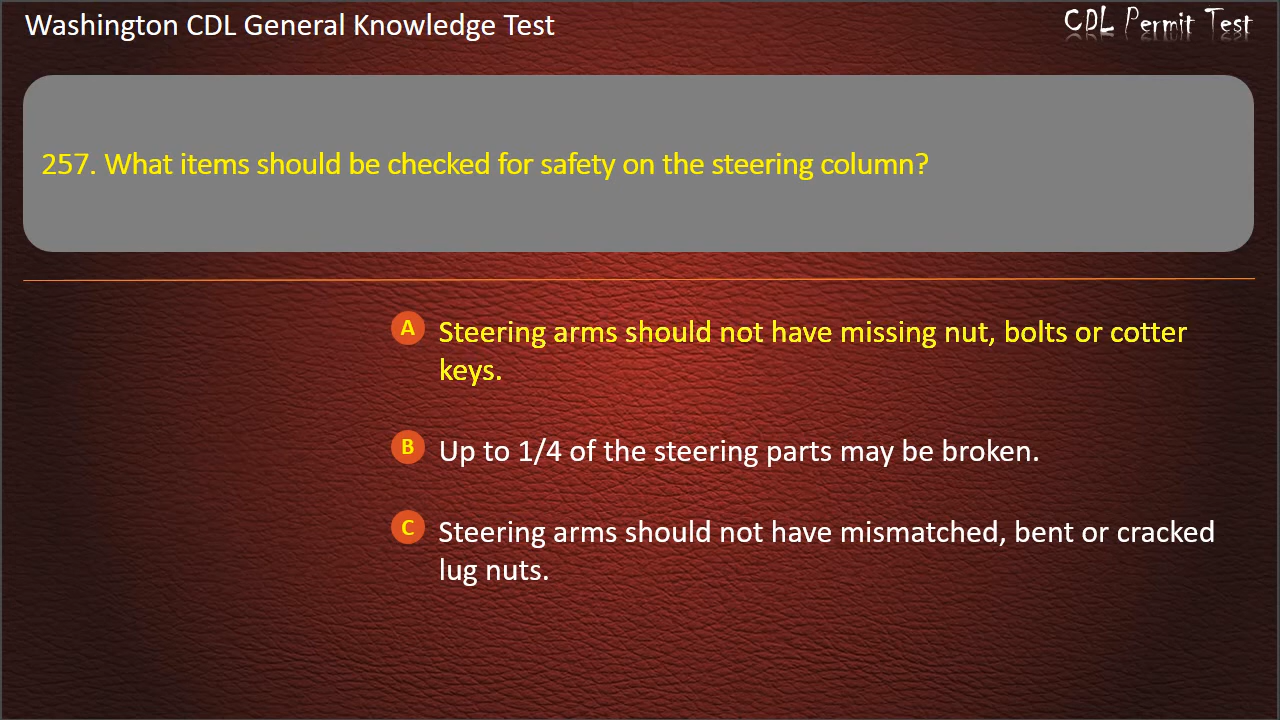 Washington CDL General Knowledge Test
CDL Permit Test
257. What items should be checked for safety on the steering column?
A Steering arms should not have missing nut, bolts or cotter
keys.
B Up to 1/4 of the steering parts may be broken.
C Steering arms should not have mismatched, bent or cracked
lug nuts.